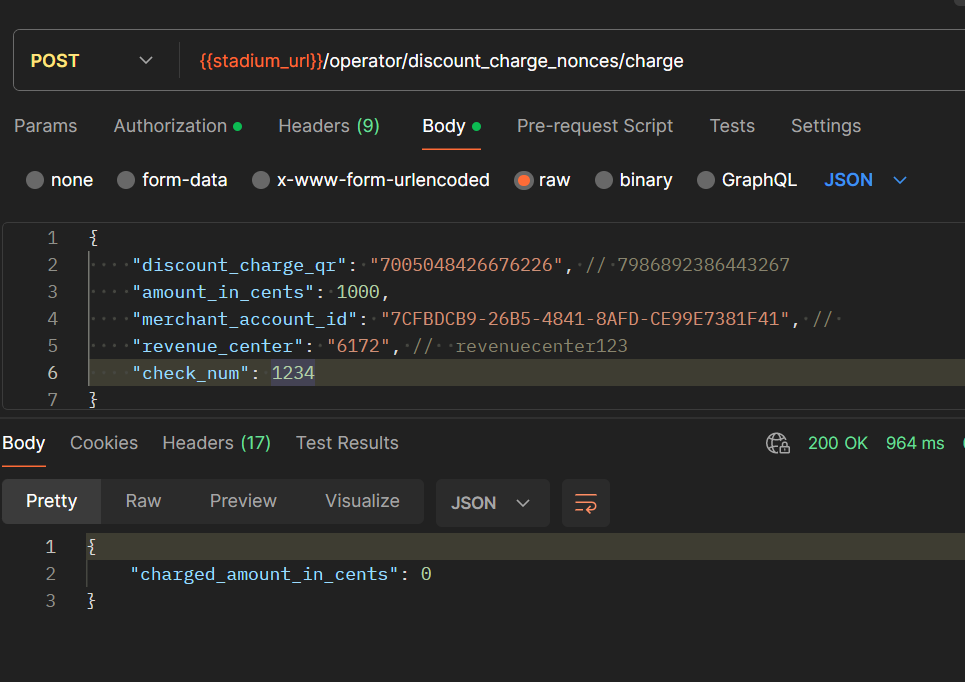 POST {{stadium_url}}/operator/discount_charge_nonces/charge
Params Authorization Headers (9) Body Pre-request Script Tests Settings
none form-data x-www-form-urlencoded raw binary GraphQL JSON
1 {
2 "discount_charge_qr": "7005048426676226", // 7986892386443267
3 "amount_in_cents": 1000,
4 "merchant_account_id": "7CFBDCB9-26B5-4841-8AFD-CE99E7381F41", //
5 "revenue_center": "6172", // revenuecenter123
6 "check_num": 1234
7 }
Body Cookies Headers (17) Test Results 200 OK 964 ms
Pretty Raw Preview Visualize JSON
1 {
2 "charged_amount_in_cents": 0
3 }